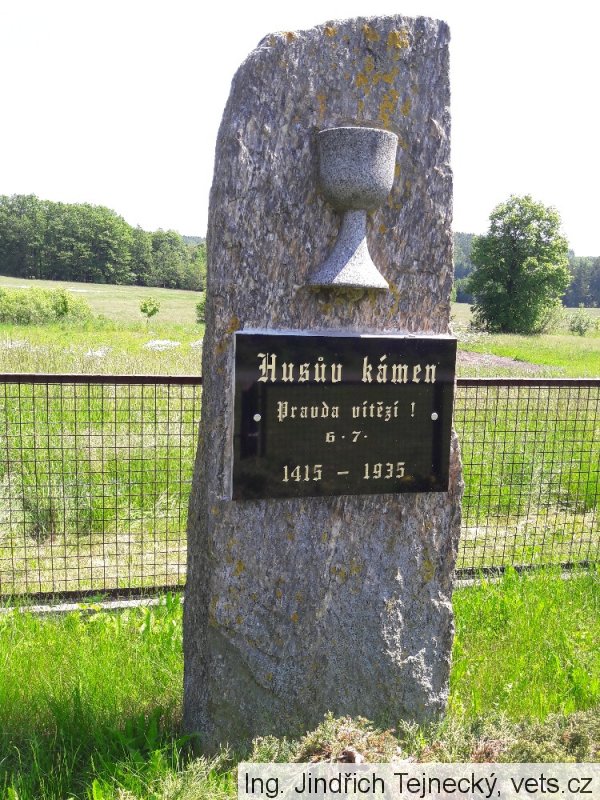 Husův kámen
Pravda vítězí !
6 · 7 ·
1415 – 1935
Ing. Jindřich Tejnecký, vets.cz